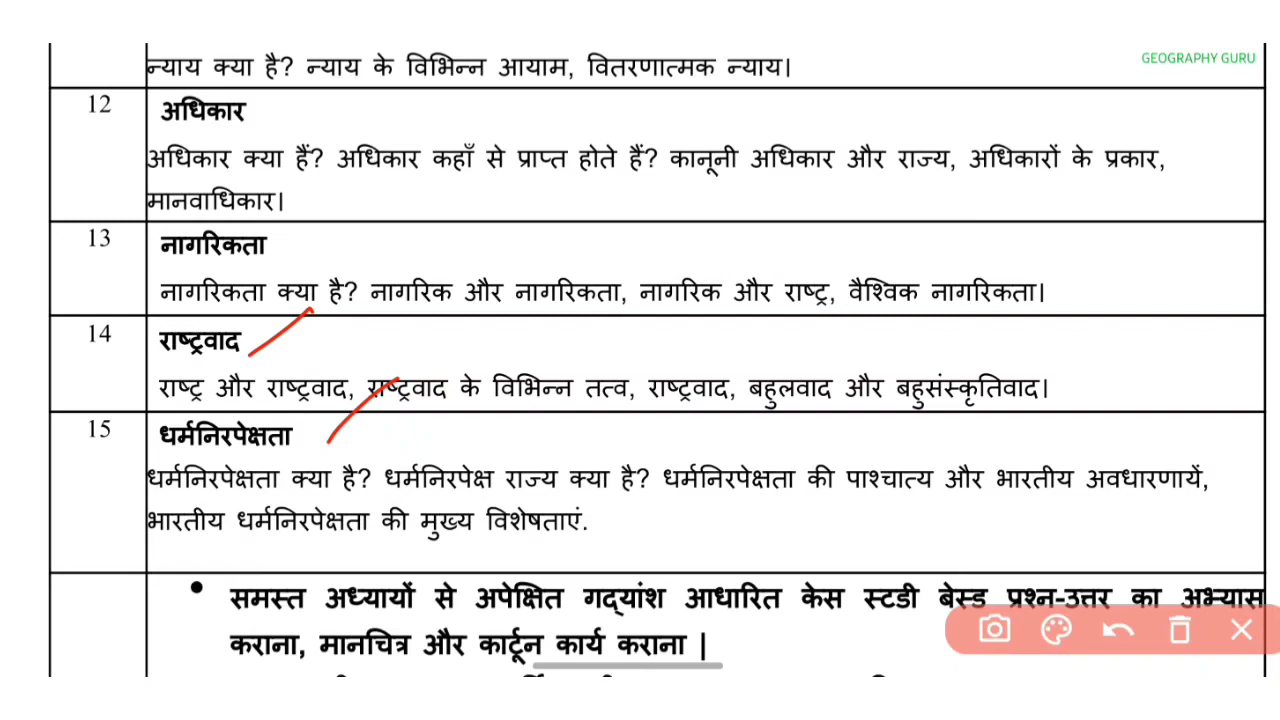 न्याय क्या है? न्याय के विभिन्न आयाम, वितरणात्मक न्याय।
GEOGRAPHY GURU
12
अधिकार
अधिकार क्या हैं? अधिकार कहाँ से प्राप्त होते हैं? कानूनी अधिकार और राज्य, अधिकारों के प्रकार,
मानवाधिकार।
13
नागरिकता
नागरिकता क्या है? नागरिक और नागरिकता, नागरिक और राष्ट्र, वैश्विक नागरिकता।
14
राष्ट्रवाद
राष्ट्र और राष्ट्रवाद, राष्ट्रवाद के विभिन्न तत्व, राष्ट्रवाद, बहुलवाद और बहुसंस्कृतिवाद।
15
धर्मनिरपेक्षता
धर्मनिरपेक्षता क्या है? धर्मनिरपेक्ष राज्य क्या है? धर्मनिरपेक्षता की पाश्चात्य और भारतीय अवधारणायें,
भारतीय धर्मनिरपेक्षता की मुख्य विशेषताएं.
• समस्त अध्यायों से अपेक्षित गद्यांश आधारित केस स्टडी बेस्ड प्रश्न-उत्तर का अभ्यास
कराना, मानचित्र और कार्टून कार्य कराना |